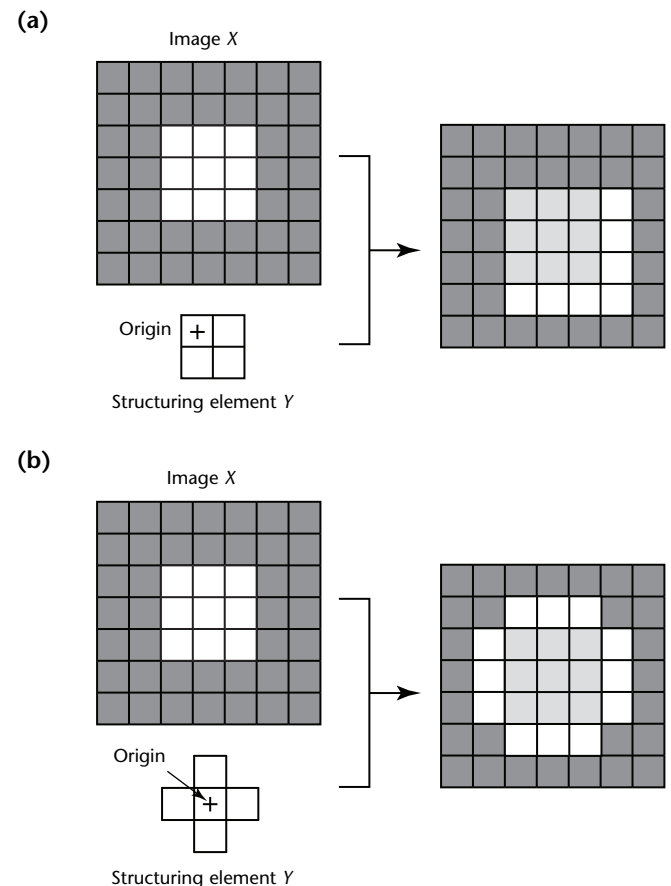 (a)
Image X
Origin
+
Structuring element Y
(b)
Image X
Origin
+
Structuring element Y